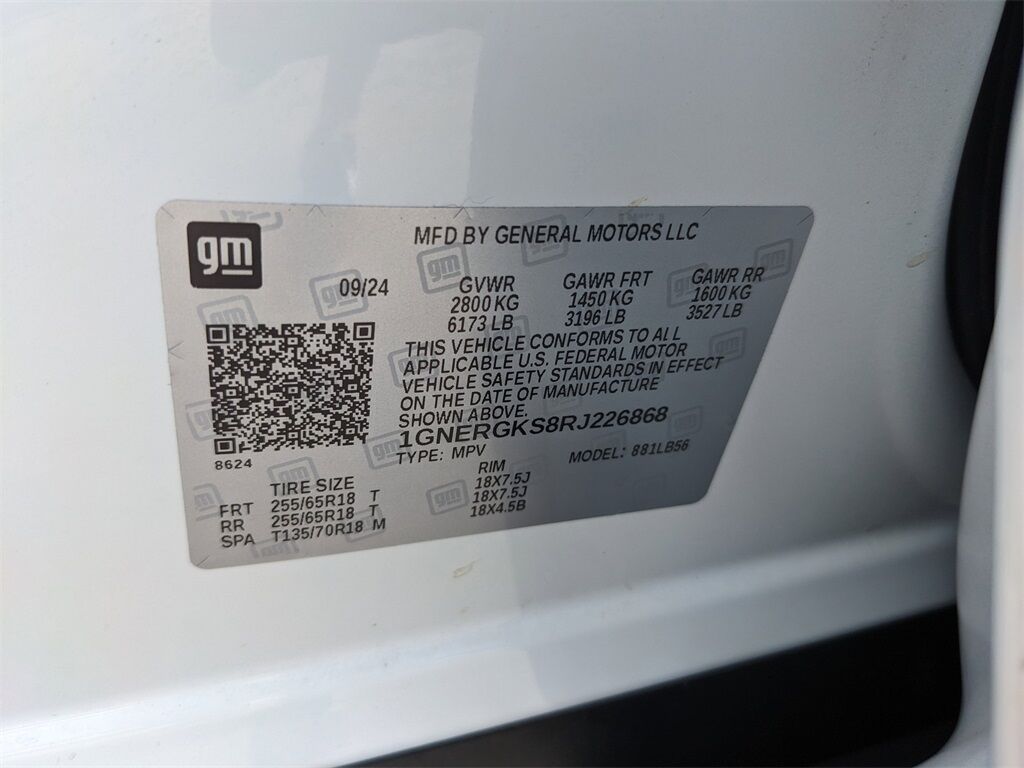 gm
MFD BY GENERAL MOTORS LLC
09/24
GVWR GAWR FRT GAWR RR
2800 KG 1450 KG 1600 KG
6173 LB 3196 LB 3527 LB
THIS VEHICLE CONFORMS TO ALL
APPLICABLE U.S. FEDERAL MOTOR
VEHICLE SAFETY STANDARDS IN EFFECT
ON THE DATE OF MANUFACTURE
SHOWN ABOVE.
1GNERGKS8RJ226868
8624
TYPE: MPV MODEL: 881LB56
TIRE SIZE RIM
FRT 255/65R18 T 18X7.5J
RR 255/65R18 T 18X7.5J
SPA T135/70R18 M 18X4.5B